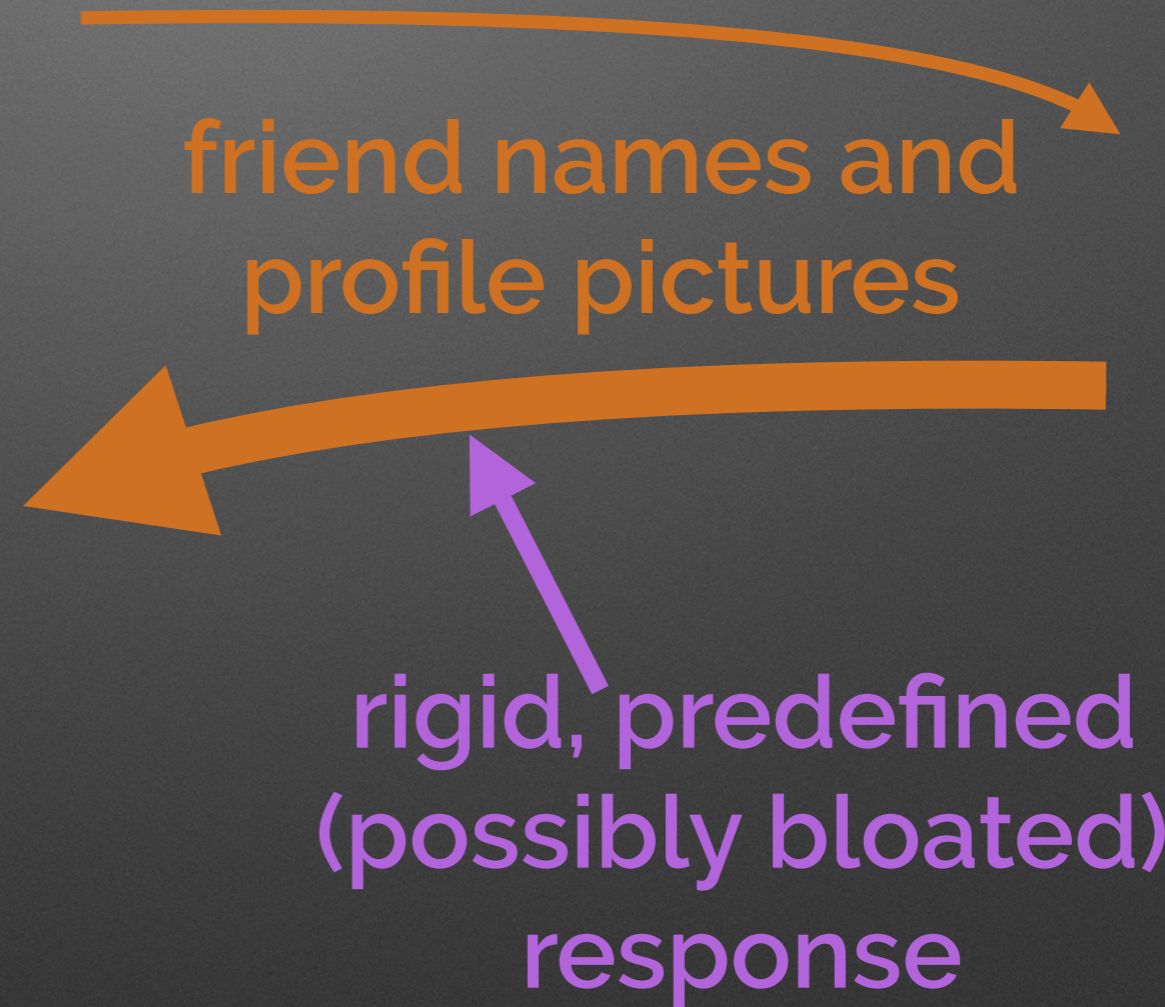 friend names and
profile pictures
rigid, predefined
(possibly bloated)
response